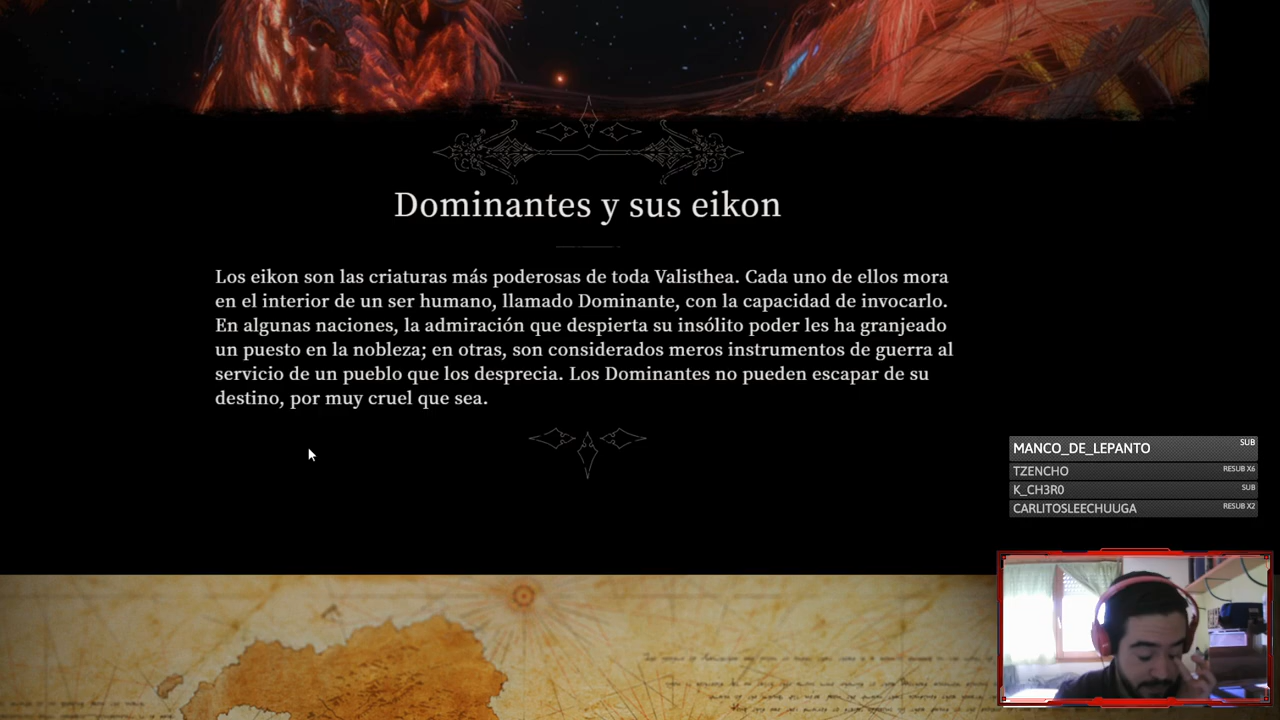 Dominantes y sus eikon
Los eikon son las criaturas más poderosas de toda Valisthea. Cada uno de ellos mora
en el interior de un ser humano, llamado Dominante, con la capacidad de invocarlo.
En algunas naciones, la admiración que despierta su insólito poder les ha granjeado
un puesto en la nobleza; en otras, son considerados meros instrumentos de guerra al
servicio de un pueblo que los desprecia. Los Dominantes no pueden escapar de su
destino, por muy cruel que sea.
MANCO_DE_LEPANTO SUB
TZENCHO RESUB X6
K_CH3R0 SUB
CARLITOSLEECHUUGA RESUB X2